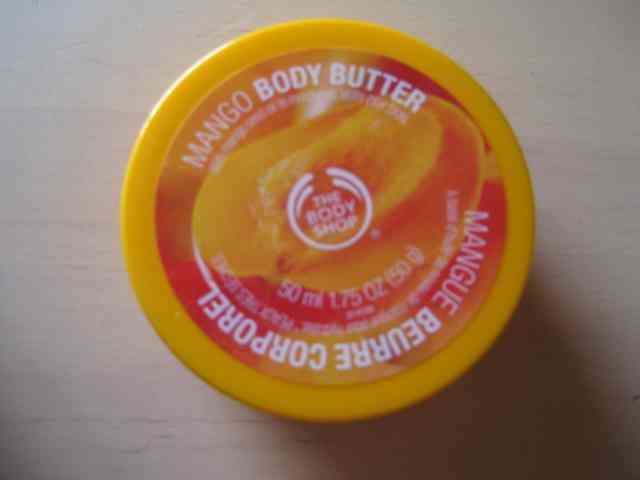 MANGO BODY BUTTER
THE
BODY
SHOP
50 ml 1.75 OZ (50 g)
MANGUE BEURRE CORPOREL